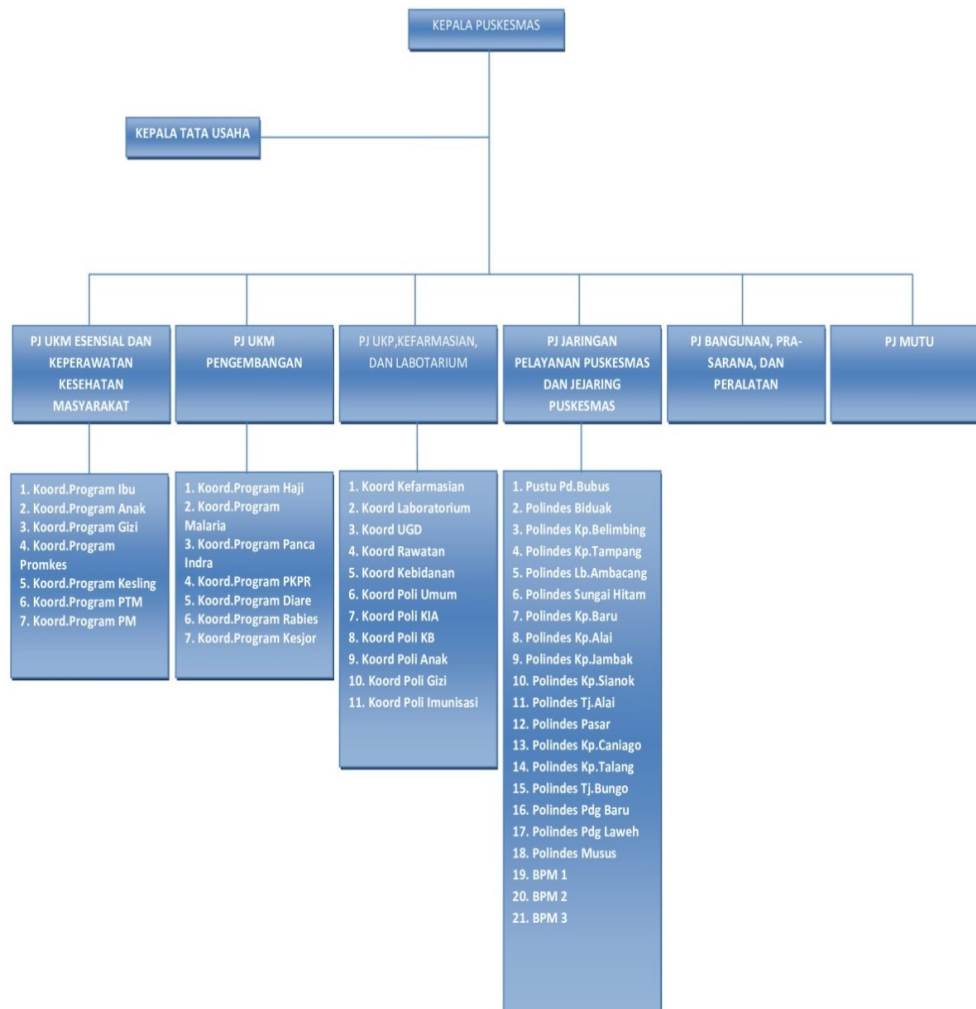 KEPALA PUSKESMAS
KEPALA TATA USAHA
PJ UKM ESENSIAL DAN
KEPERAWATAN
KESEHATAN
MASYARAKAT
PJ UKM
PENGEMBANGAN
PJ UKP,KEFARMASIAN,
DAN LABOTARIUM
PJ JARINGAN
PELAYANAN PUSKESMAS
DAN JEJARING
PUSKESMAS
PJ BANGUNAN, PRA-
SARANA, DAN
PERALATAN
PJ MUTU
1. Koord.Program Ibu
2. Koord.Program Anak
3. Koord.Program Gizi
4. Koord.Program
Promkes
5. Koord.Program Kesling
6. Koord.Program PTM
7. Koord.Program PM
1. Koord.Program Haji
2. Koord.Program
Malaria
3. Koord.Program Panca
Indra
4. Koord.Program PKPR
5. Koord.Program Diare
6. Koord.Program Rabies
7. Koord.Program Kesjor
1. Koord Kefarmasian
2. Koord Laboratorium
3. Koord UGD
4. Koord Rawatan
5. Koord Kebidanan
6. Koord Poli Umum
7. Koord Poli KIA
8. Koord Poli KB
9. Koord Poli Anak
10. Koord Poli Gizi
11. Koord Poli Imunisasi
1. Pustu Pd.Bubus
2. Polindes Biduak
3. Polindes Kp.Belimbing
4. Polindes Kp.Tampang
5. Polindes Lb.Ambacang
6. Polindes Sungai Hitam
7. Polindes Kp.Baru
8. Polindes Kp.Alai
9. Polindes Kp.Jambak
10. Polindes Kp.Sianok
11. Polindes Tj.Alai
12. Polindes Pasar
13. Polindes Kp.Caniago
14. Polindes Kp.Talang
15. Polindes Tj.Bungo
16. Polindes Pdg Baru
17. Polindes Pdg Laweh
18. Polindes Musus
19. BPM 1
20. BPM 2
21. BPM 3